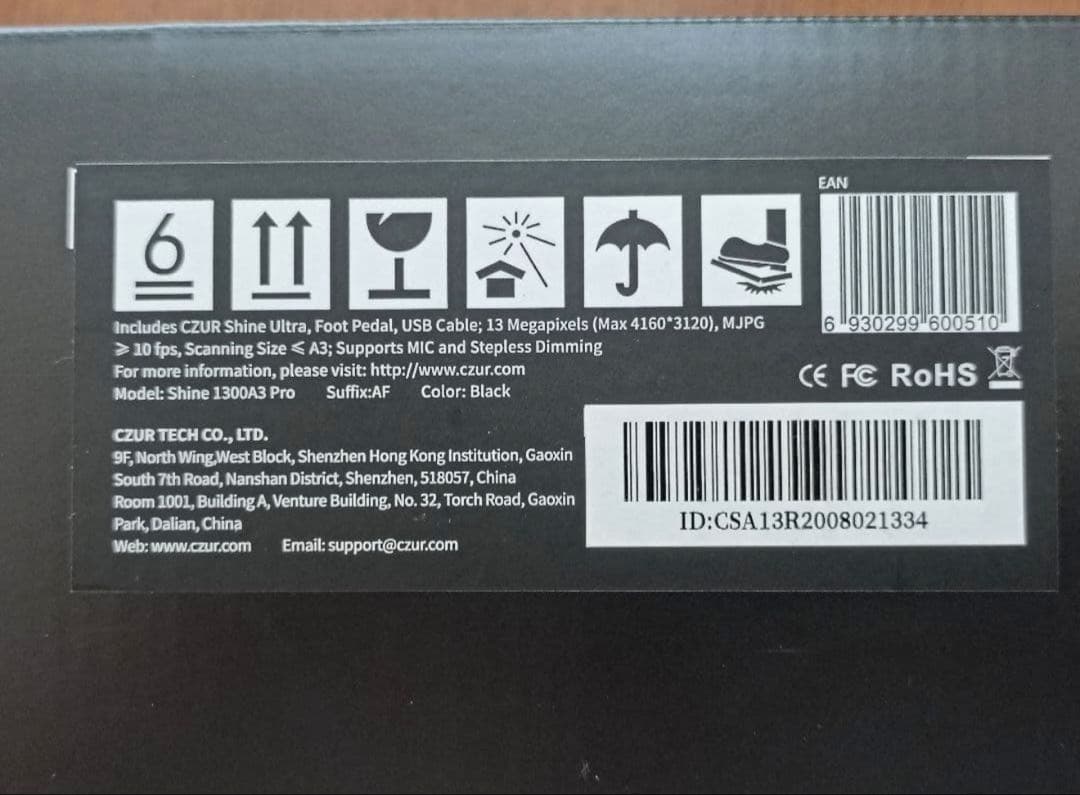 6
EAN
6 930299 600510
Includes CZUR Shine Ultra, Foot Pedal, USB Cable; 13 Megapixels (Max 4160*3120), MJPG
⩾ 10 fps, Scanning Size ⩽ A3; Supports MIC and Stepless Dimming
For more information, please visit: http://www.czur.com
Model: Shine 1300A3 Pro Suffix:AF Color: Black
CE FC RoHS
CZUR TECH CO., LTD.
9F, North Wing,West Block, Shenzhen Hong Kong Institution, Gaoxin
South 7th Road, Nanshan District, Shenzhen, 518057, China
Room 1001, Building A, Venture Building, No. 32, Torch Road, Gaoxin
Park, Dalian, China
Web: www.czur.com Email: support@czur.com
ID:CSA13R2008021334